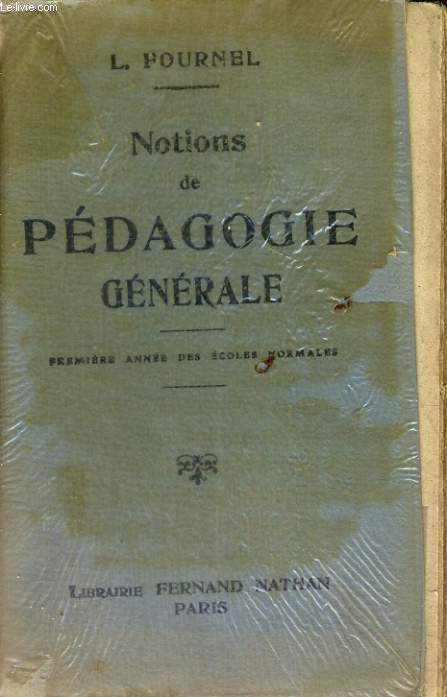 Le-livre.com
L. FOURNEL
Notions
de
PÉDAGOGIE
GÉNÉRALE
PREMIÈRE ANNÉE DES ÉCOLES NORMALES
LIBRAIRIE FERNAND NATHAN
PARIS